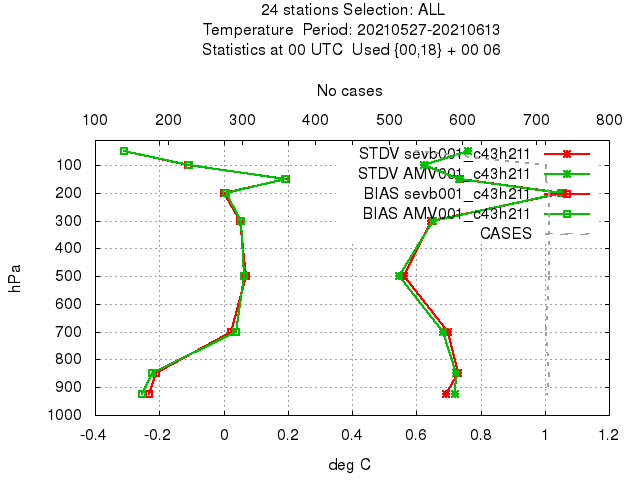 24 stations Selection: ALL
Temperature Period: 20210527-20210613
Statistics at 00 UTC Used {00,18} + 00 06
No cases
100 200 300 400 500 600 700 800
STDV sevb001_c43h211
STDV AMV001_c43h211
BIAS sevb001_c43h211
BIAS AMV001_c43h211
CASES
100
200
300
400
500
600
700
800
900
1000
hPa
-0.4 -0.2 0 0.2 0.4 0.6 0.8 1 1.2
deg C